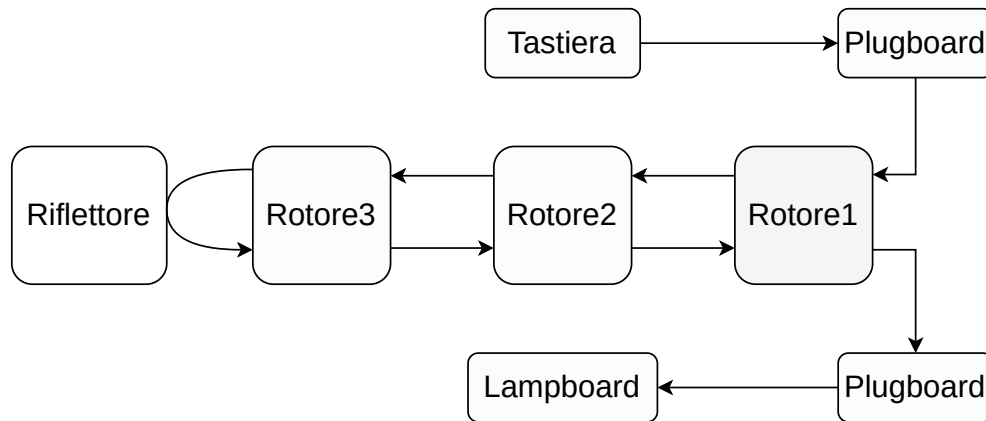 Tastiera
Plugboard
Riflettore
Rotore3
Rotore2
Rotore1
Lampboard
Plugboard